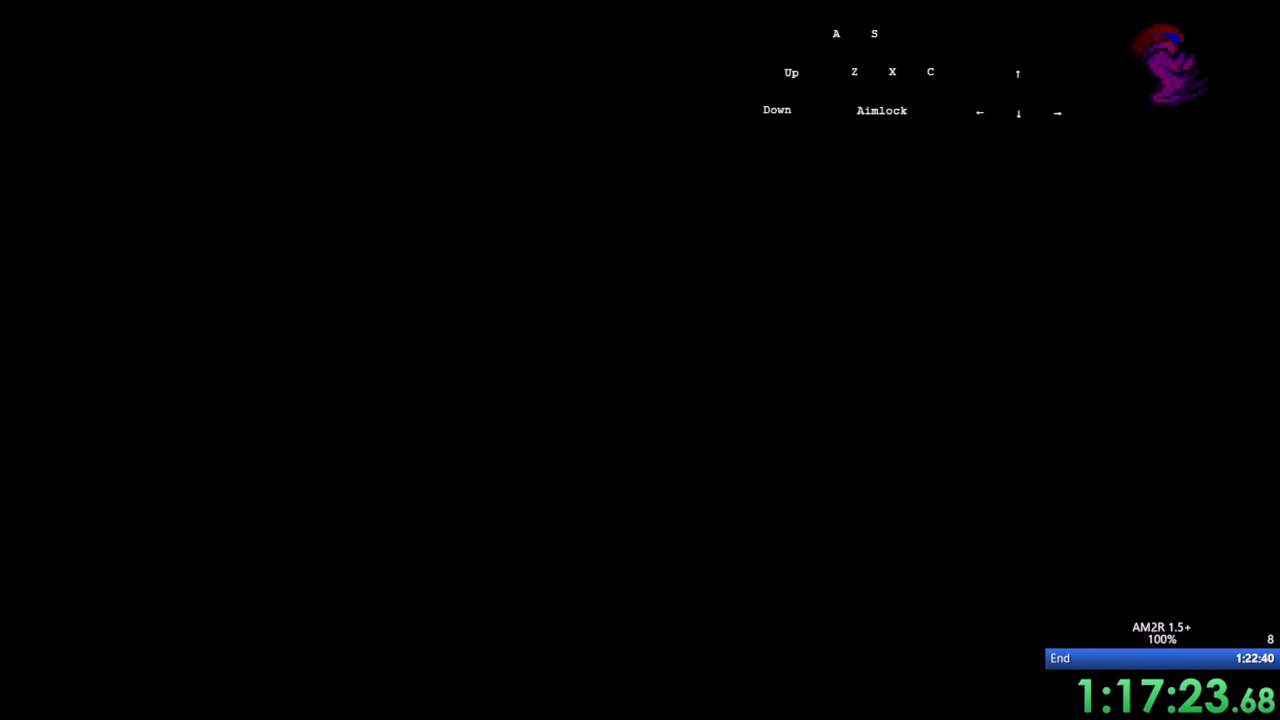 A S
Up Z X C ↑
Down Aimlock ← ↓ →
AM2R 1.5+
100% 8
End 1:22:40
1:17:23.68